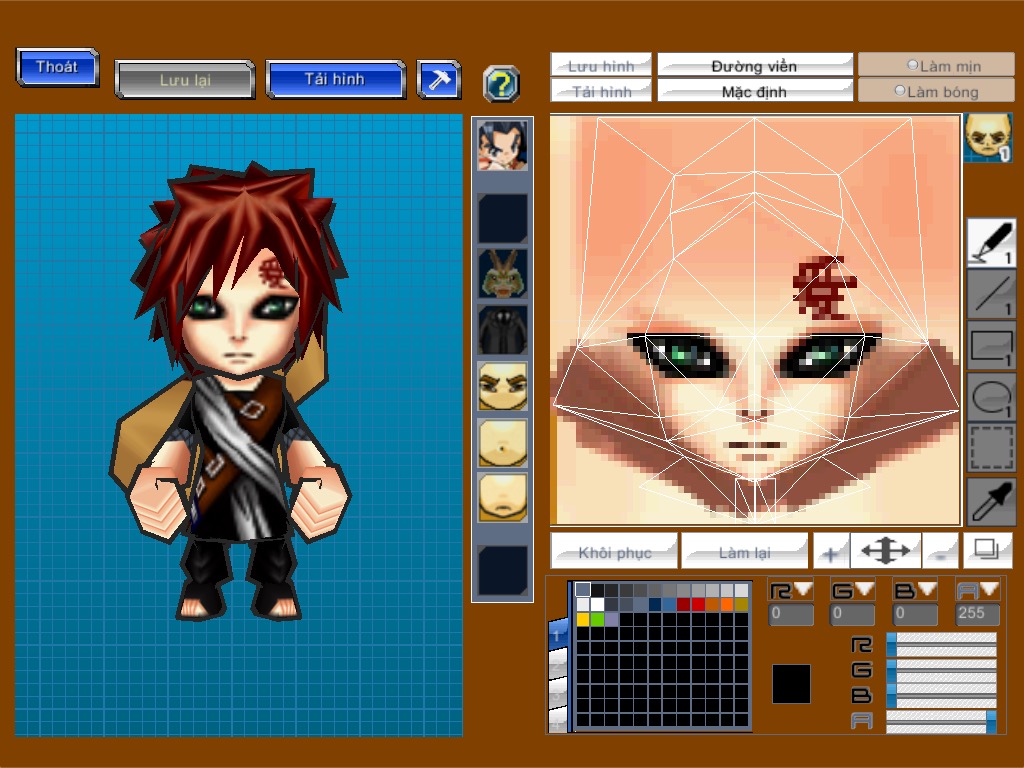 Thoát
Lưu lại
Tải hình
?
Lưu hình
Đường viền
Làm mịn
Tải hình
Mặc định
Làm bóng
1
1
1
1
1
Khôi phục
Làm lại
+
-
R
G
B
A
0
0
0
255
1
R
G
B
A